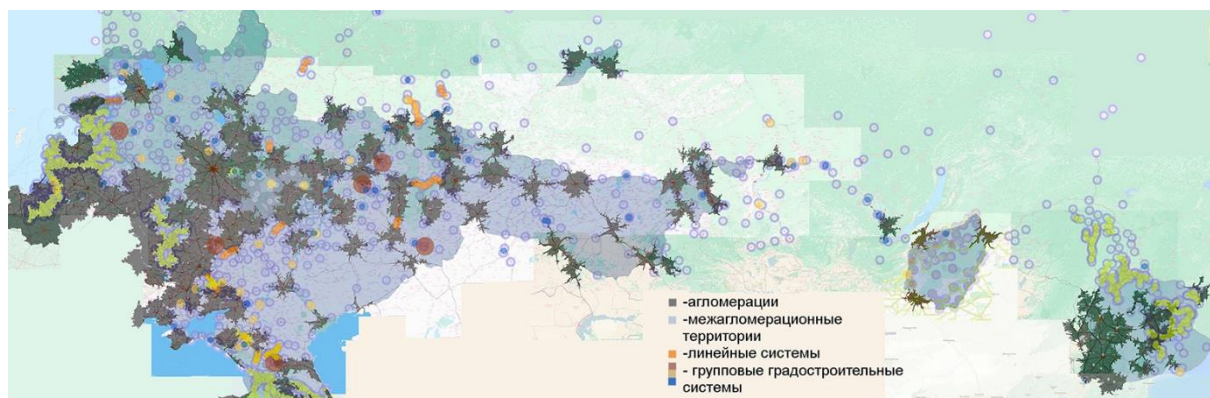 -агломерации
-межагломерационные
территории
-линейные системы
- групповые градостроительные
системы